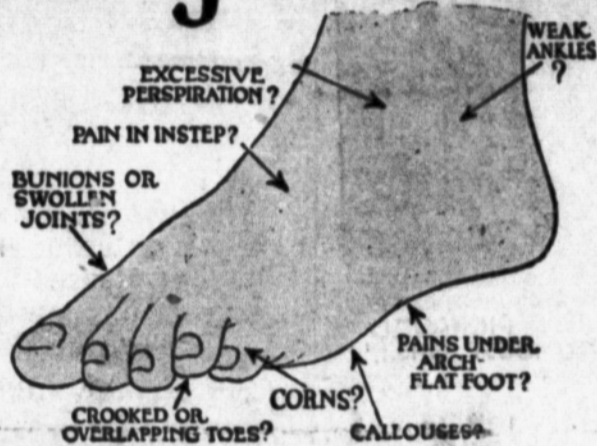 J
WEAK
ANKLES
?
EXCESSIVE
PERSPIRATION?
PAIN IN INSTEP?
BUNIONS OR
SWOLLEN
JOINTS?
PAINS UNDER
ARCH-
FLAT FOOT?
CORNS?
CROOKED OR
OVERLAPPING TOES?
CALLOUSES?